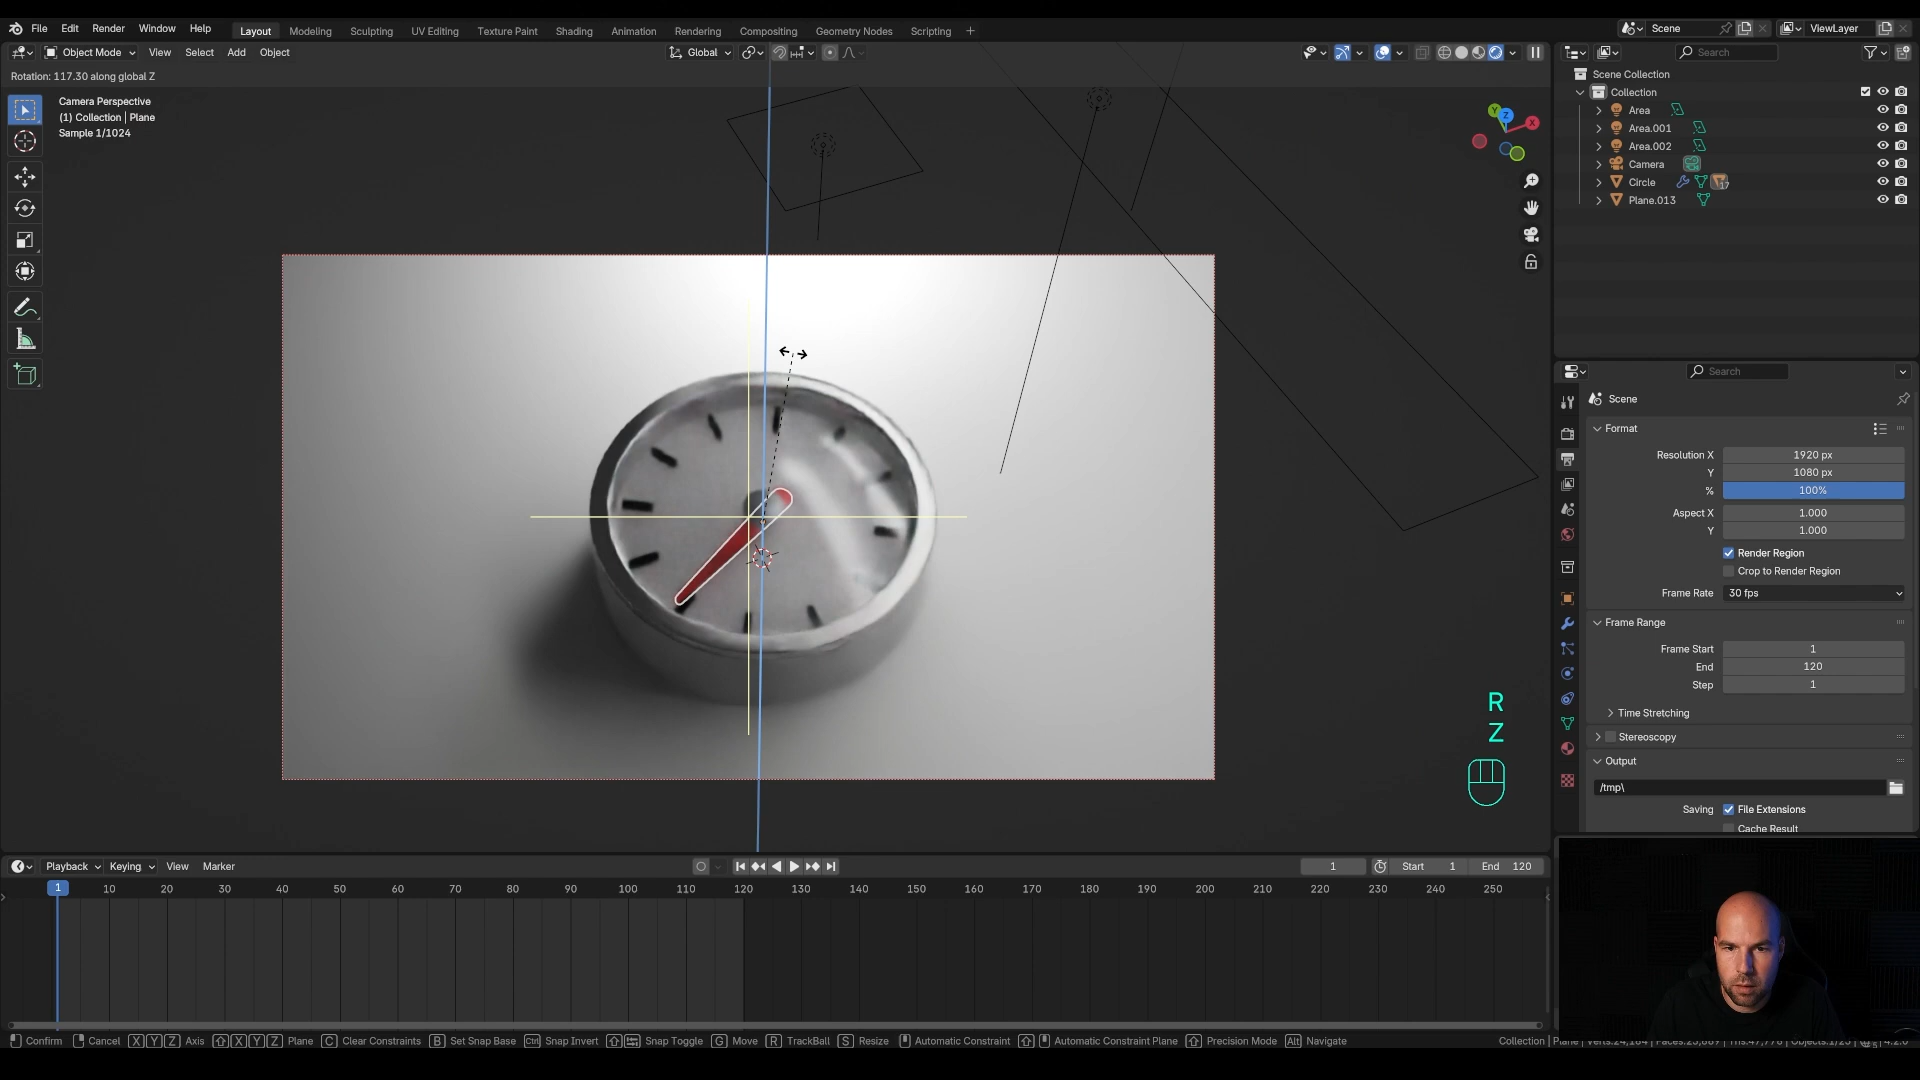 File Edit Render Window Help
Layout Modeling Sculpting UV Editing Texture Paint Shading Animation Rendering Compositing Geometry Nodes Scripting +
Scene
ViewLayer
Object Mode View Select Add Object
Global
Search
Rotation: 117.30 along global Z
Camera Perspective
(1) Collection | Plane
Sample 1/1024
Y
Z
X
Scene Collection
Collection
Area
Area.001
Area.002
Camera
Circle
17
Plane.013
Search
Scene
Format
Resolution X 1920 px
Y 1080 px
% 100%
Aspect X 1.000
Y 1.000
Render Region
Crop to Render Region
Frame Rate 30 fps
Frame Range
Frame Start 1
End 120
Step 1
Time Stretching
Stereoscopy
Output
/tmp\
Saving File Extensions
Cache Result
R
Z
Playback Keying View Marker
1 Start 1 End 120
1 10 20 30 40 50 60 70 80 90 100 110 120 130 140 150 160 170 180 190 200 210 220 230 240 250
Confirm Cancel X Y Z Axis X Y Z Plane C Clear Constraints B Set Snap Base Ctrl Snap Invert Snap Toggle G Move R TrackBall S Resize Automatic Constraint Automatic Constraint Plane Precision Mode Alt Navigate